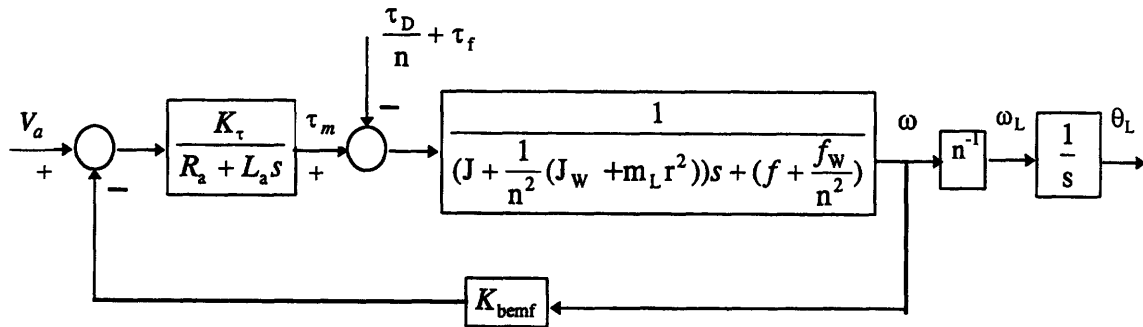 τ_D/n + τ_f
V_a
+
−
K_τ/(R_a + L_a s)
τ_m
+
−
1/((J + 1/n²(J_W + m_L r²))s + (f + f_W/n²))
ω
n⁻¹
ω_L
1/s
θ_L
K_bemf